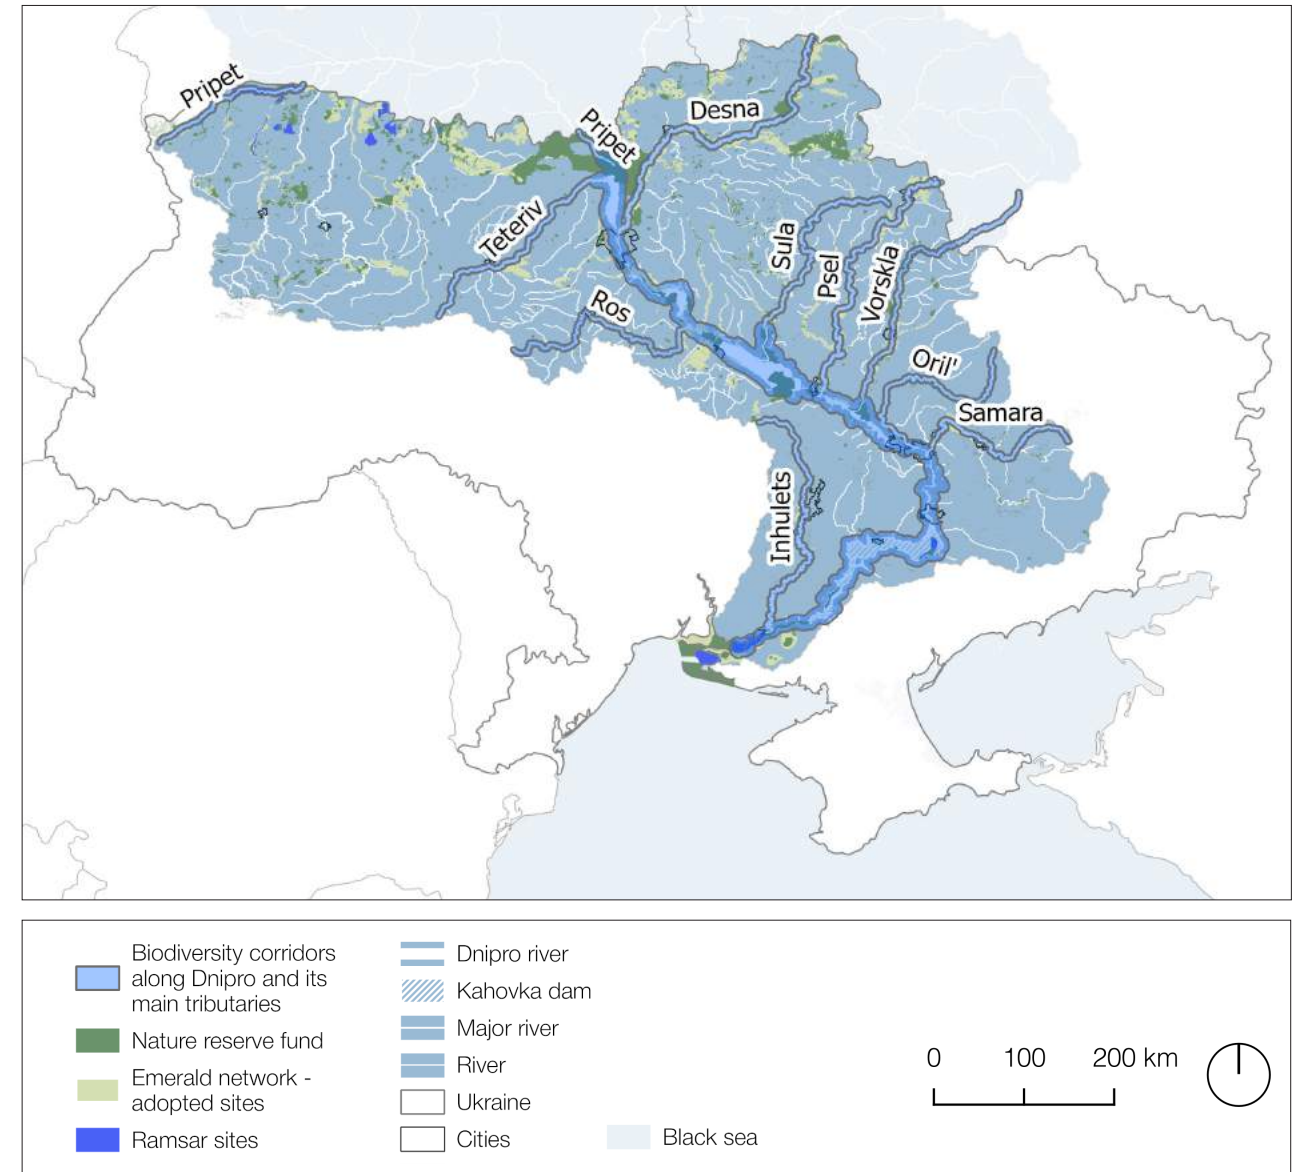 Pripet
Pripet
Desna
Teteriv
Ros
Sula
Psel
Vorskla
Oril'
Samara
Inhulets
Biodiversity corridors
along Dnipro and its
main tributaries
Nature reserve fund
Emerald network -
adopted sites
Ramsar sites
Dnipro river
Kahovka dam
Major river
River
Ukraine
Cities
Black sea
0 100 200 km